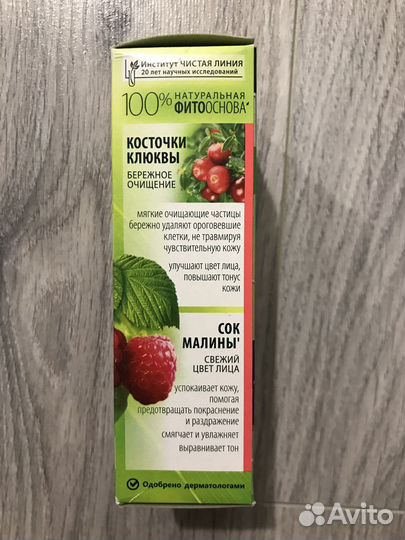 Институт ЧИСТАЯ ЛИНИЯ
20 лет научных исследований
100% НАТУРАЛЬНАЯ
ФИТООСНОВА*
КОСТОЧКИ
КЛЮКВЫ
БЕРЕЖНОЕ
ОЧИЩЕНИЕ
мягкие очищающие частицы
бережно удаляют ороговевшие
клетки, не травмируя
чувствительную кожу
улучшают цвет лица,
повышают тонус
кожи
СОК
МАЛИНЫ¹
СВЕЖИЙ
ЦВЕТ ЛИЦА
успокаивает кожу,
помогая
предотвращать покраснение
и раздражение
смягчает и увлажняет
выравнивает тон
Одобрено дерматологами
Avito